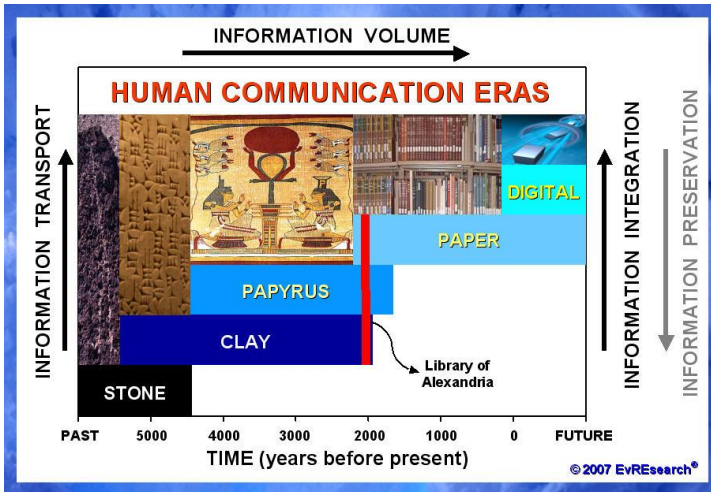 INFORMATION VOLUME
HUMAN COMMUNICATION ERAS
INFORMATION TRANSPORT
INFORMATION INTEGRATION
INFORMATION PRESERVATION
DIGITAL
PAPER
PAPYRUS
CLAY
Library of
Alexandria
STONE
PAST 5000 4000 3000 2000 1000 0 FUTURE
TIME (years before present)
© 2007 EvREsearch®